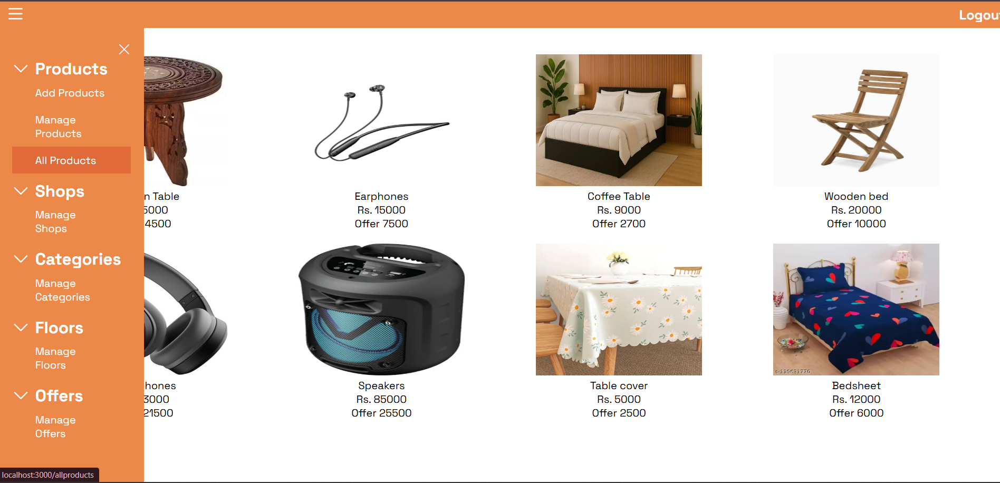 Logou
Products
Add Products
Manage
Products
All Products
Shops
Manage
Shops
Categories
Manage
Categories
Floors
Manage
Floors
Offers
Manage
Offers
n Table
5000
4500
Earphones
Rs. 15000
Offer 7500
Coffee Table
Rs. 9000
Offer 2700
Wooden bed
Rs. 20000
Offer 10000
hones
3000
21500
Speakers
Rs. 85000
Offer 25500
Table cover
Rs. 5000
Offer 2500
s-119631770
Bedsheet
Rs. 12000
Offer 6000
localhost:3000/allproducts